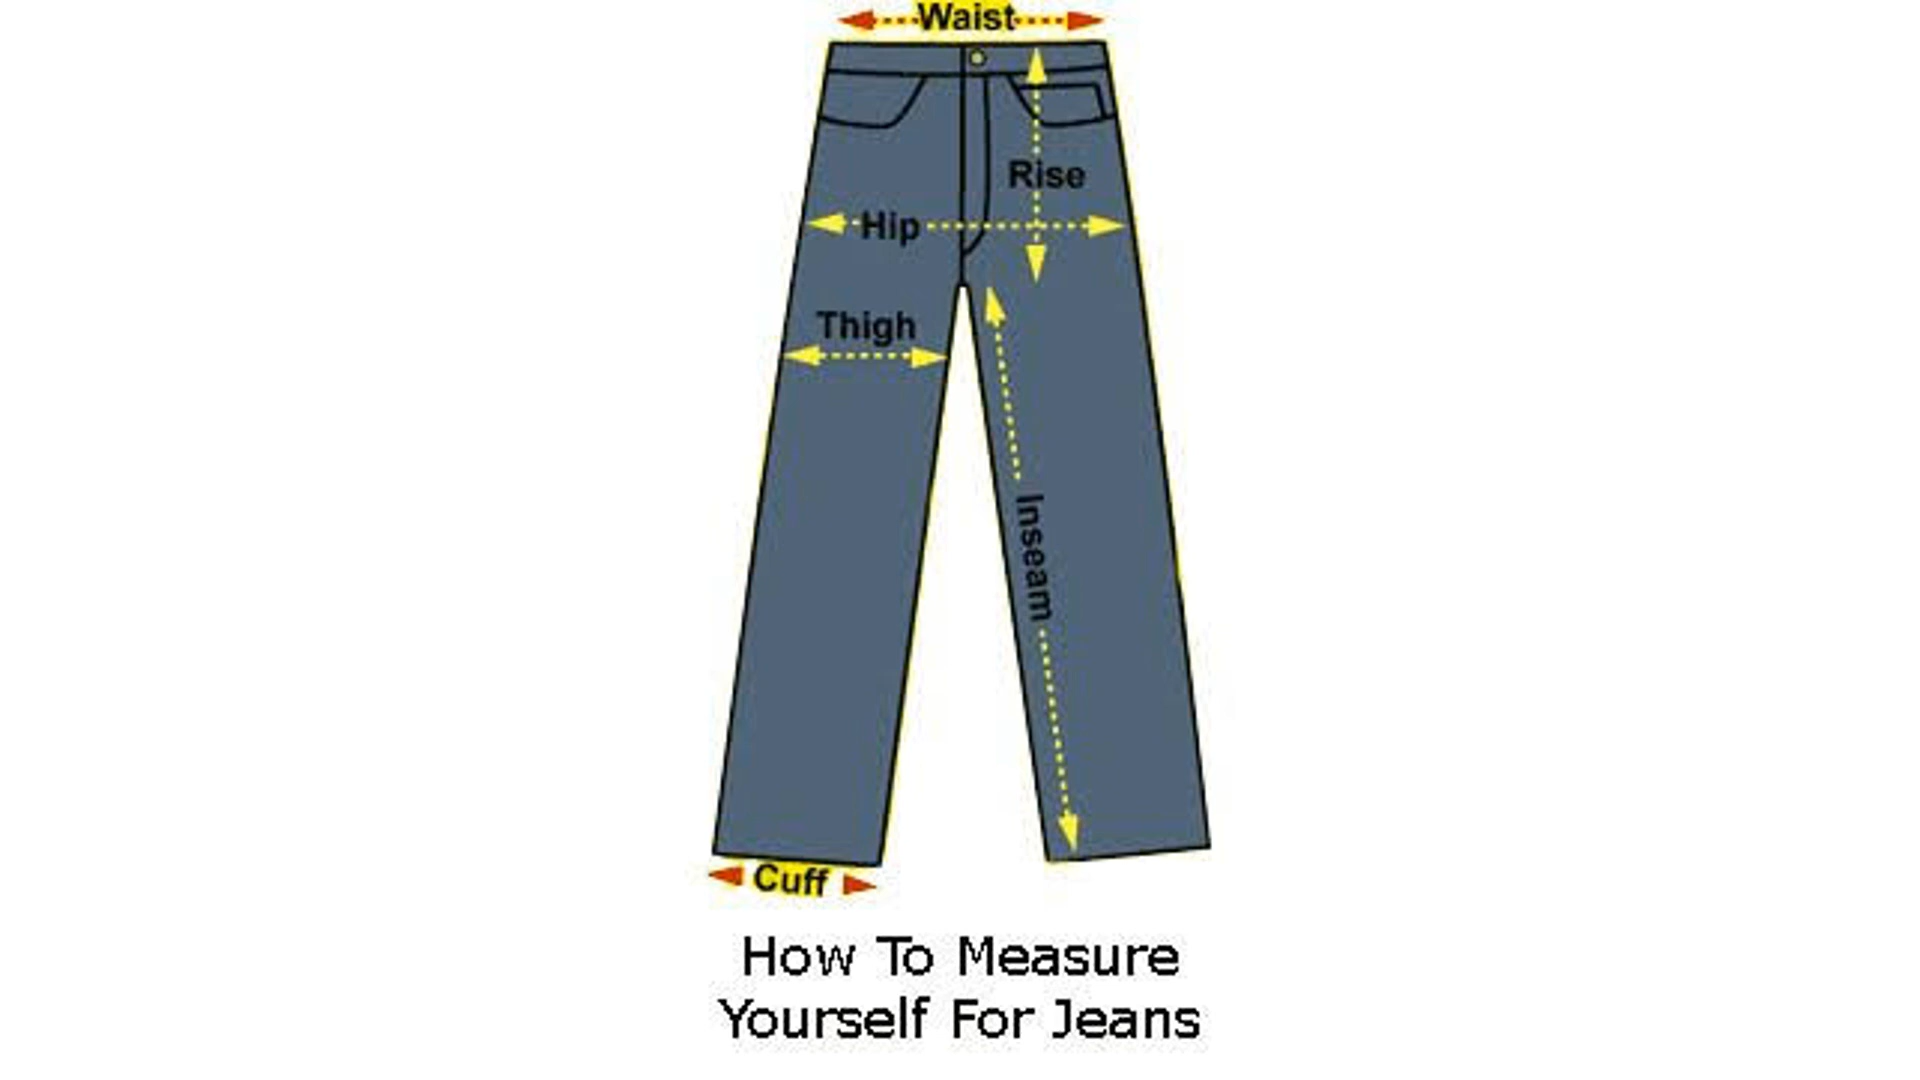 Waist
Rise
Hip
Thigh
Inseam
Cuff
How To Measure
Yourself For Jeans